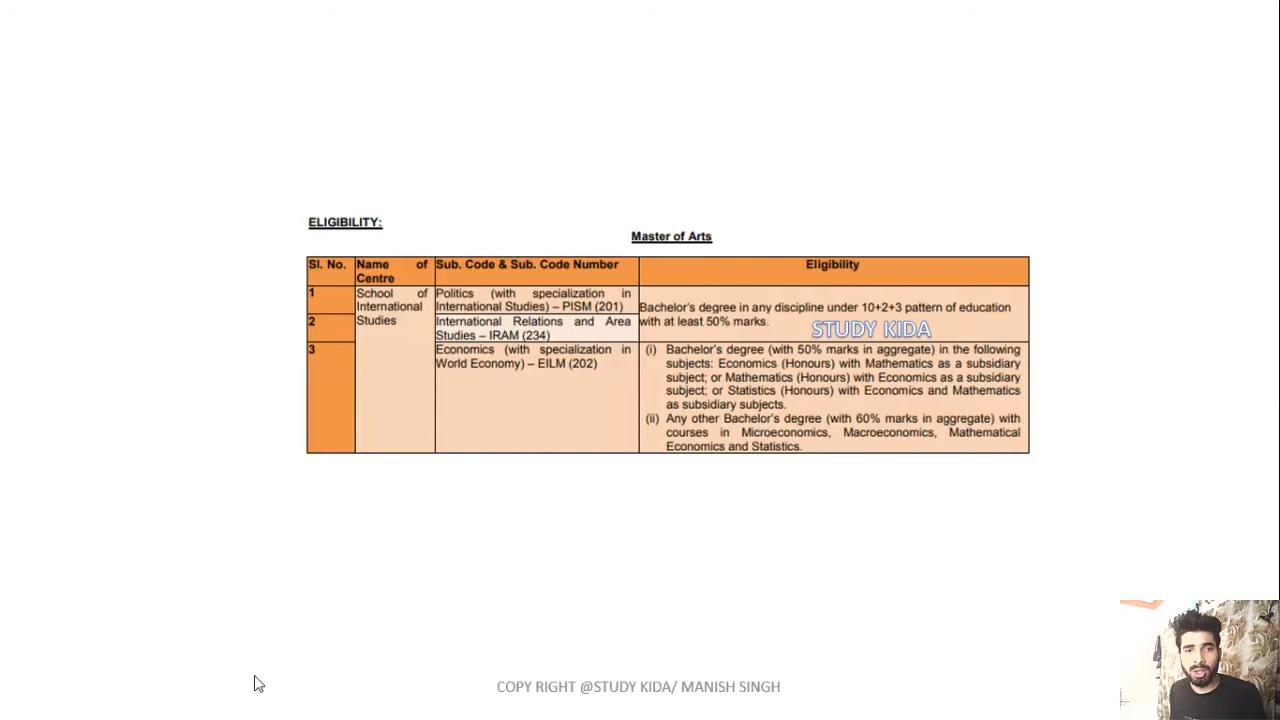 ELIGIBILITY:
Master of Arts
Sl. No.
Name of
Centre
Sub. Code & Sub. Code Number
Eligibility
1
School of
International
Studies
Politics (with specialization in
International Studies) – PISM (201)
Bachelor's degree in any discipline under 10+2+3 pattern of education
with at least 50% marks.
2
International Relations and Area
Studies – IRAM (234)
STUDY KIDA
3
Economics (with specialization in
World Economy) – EILM (202)
(i) Bachelor's degree (with 50% marks in aggregate) in the following
subjects: Economics (Honours) with Mathematics as a subsidiary
subject; or Mathematics (Honours) with Economics as a subsidiary
subject; or Statistics (Honours) with Economics and Mathematics
as subsidiary subjects.
(ii) Any other Bachelor's degree (with 60% marks in aggregate) with
courses in Microeconomics, Macroeconomics, Mathematical
Economics and Statistics.
COPY RIGHT @STUDY KIDA/ MANISH SINGH